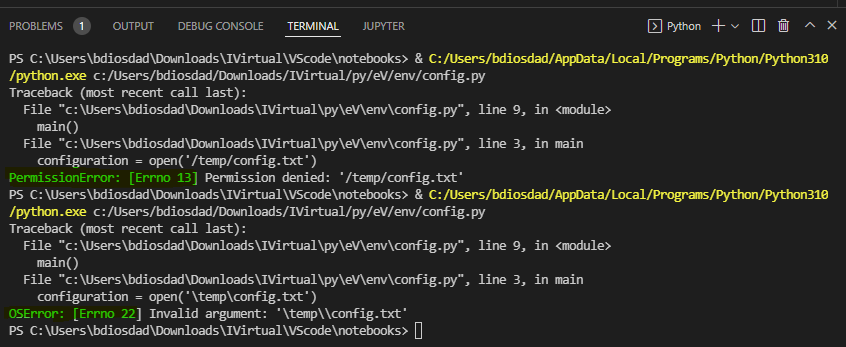 PROBLEMS 1 OUTPUT DEBUG CONSOLE TERMINAL JUPYTER Python
PS C:\Users\bdiosdad\Downloads\IVirtual\VScode\notebooks> & C:/Users/bdiosdad/AppData/Local/Programs/Python/Python310
/python.exe c:/Users/bdiosdad/Downloads/IVirtual/py/eV/env/config.py
Traceback (most recent call last):
  File "c:\Users\bdiosdad\Downloads\IVirtual\py\eV\env\config.py", line 9, in <module>
    main()
  File "c:\Users\bdiosdad\Downloads\IVirtual\py\eV\env\config.py", line 3, in main
    configuration = open('/temp/config.txt')
PermissionError: [Errno 13] Permission denied: '/temp/config.txt'
PS C:\Users\bdiosdad\Downloads\IVirtual\VScode\notebooks> & C:/Users/bdiosdad/AppData/Local/Programs/Python/Python310
/python.exe c:/Users/bdiosdad/Downloads/IVirtual/py/eV/env/config.py
Traceback (most recent call last):
  File "c:\Users\bdiosdad\Downloads\IVirtual\py\eV\env\config.py", line 9, in <module>
    main()
  File "c:\Users\bdiosdad\Downloads\IVirtual\py\eV\env\config.py", line 3, in main
    configuration = open('\temp\config.txt')
OSError: [Errno 22] Invalid argument: '\temp\\config.txt'
PS C:\Users\bdiosdad\Downloads\IVirtual\VScode\notebooks>